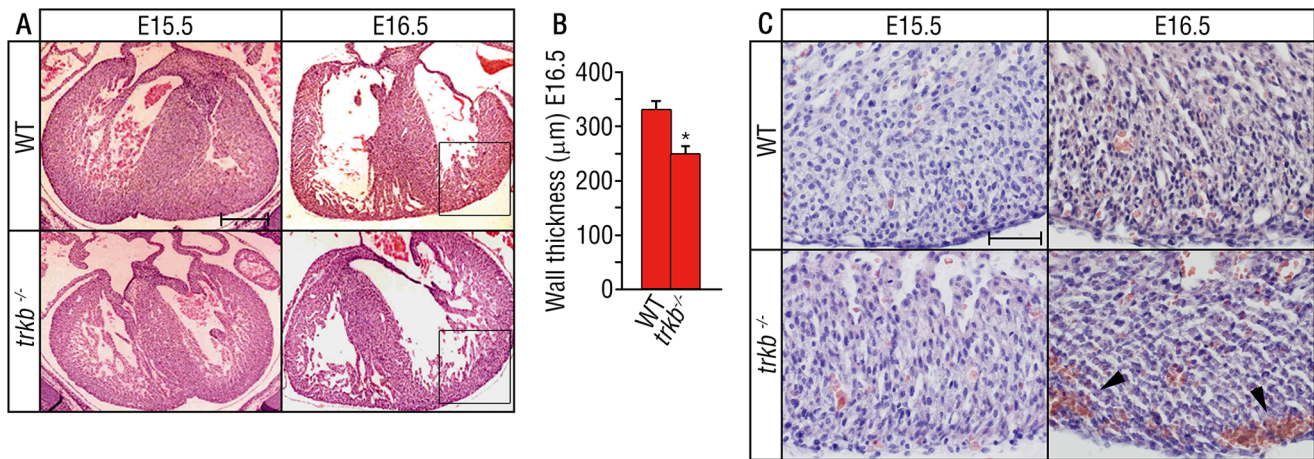 A
E15.5
E16.5
WT
trkb -/-
B
Wall thickness (μm) E16.5
400
300
200
100
0
*
WT
trkb-/-
C
E15.5
E16.5
WT
trkb -/-